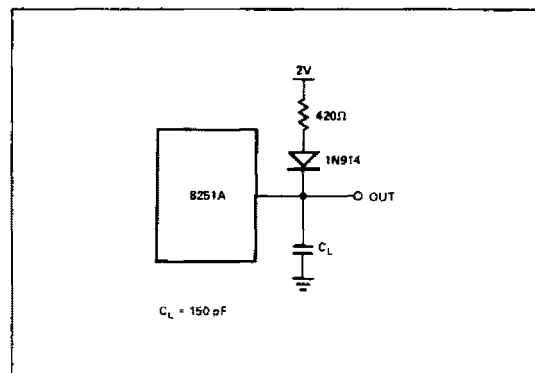 2V
420Ω
1N914
8251A
OUT
C_L
C_L = 150 pF